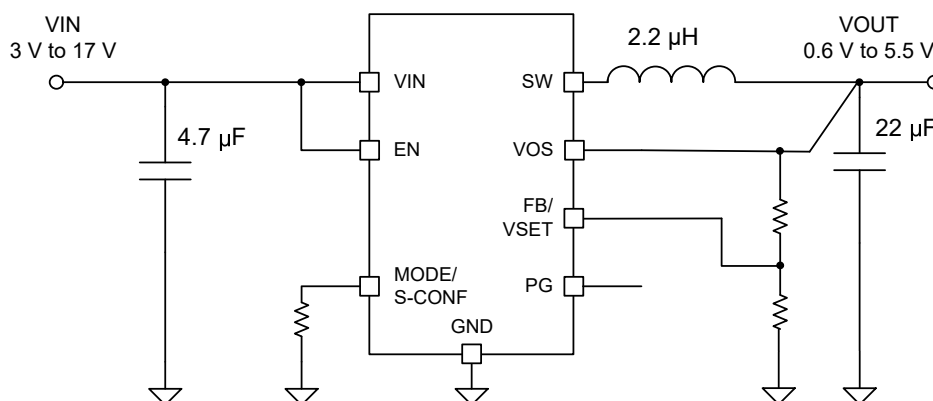 VIN
3 V to 17 V
4.7 µF
VIN
EN
MODE/
S-CONF
GND
SW
VOS
FB/
VSET
PG
2.2 µH
VOUT
0.6 V to 5.5 V
22 µF